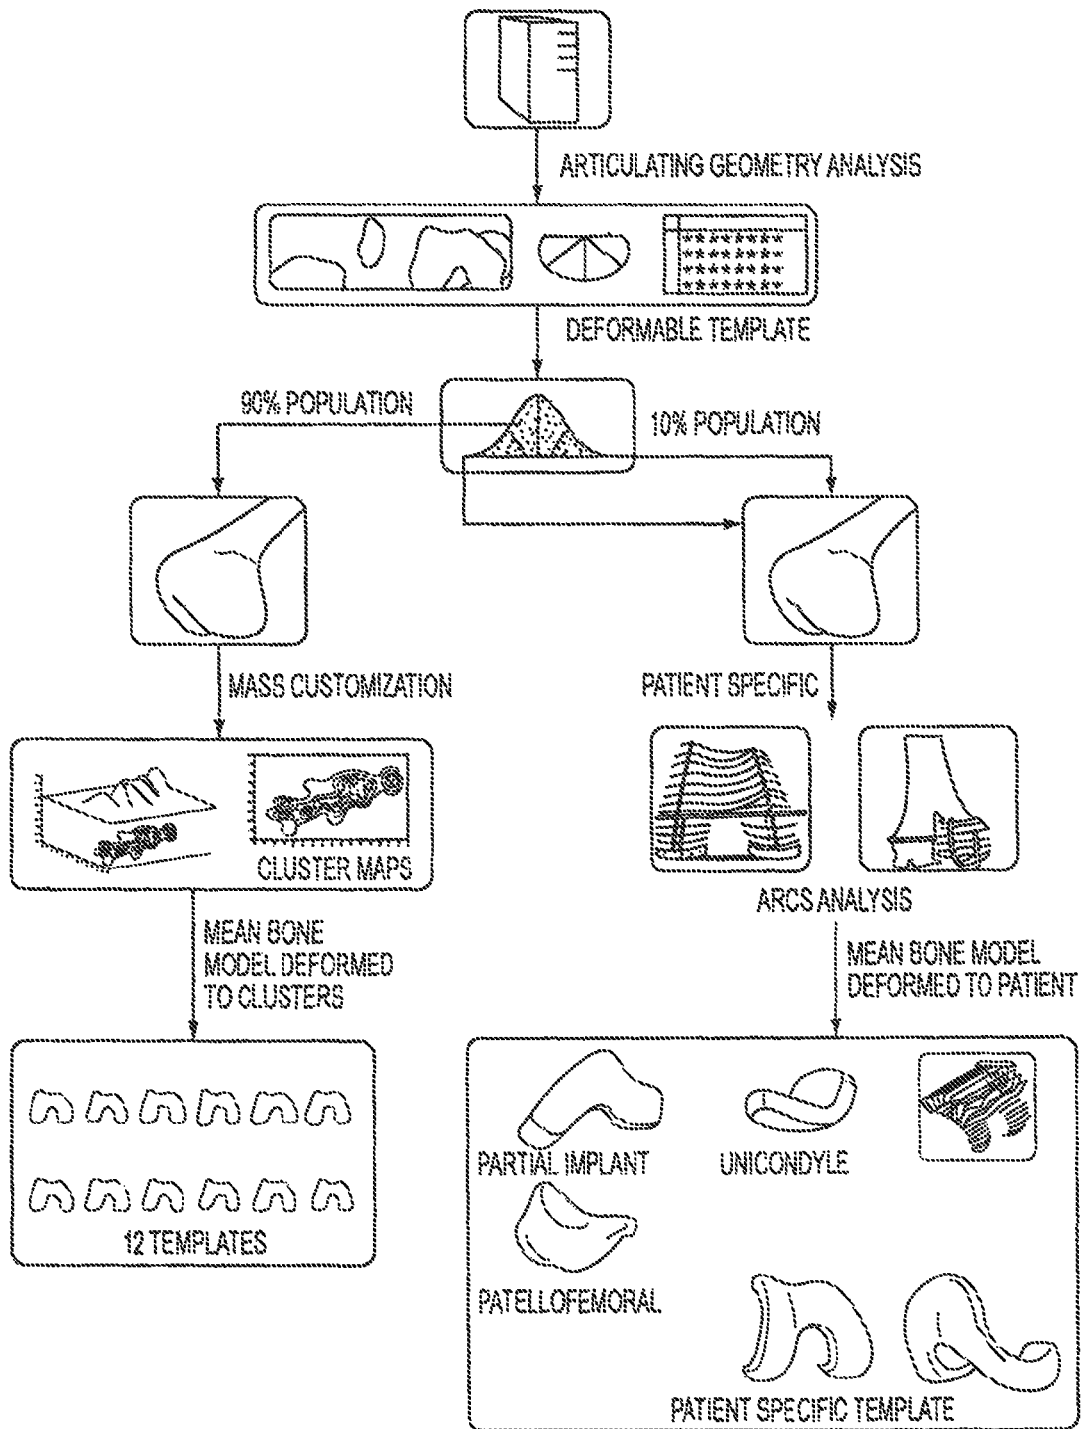 ARTICULATING GEOMETRY ANALYSIS
DEFORMABLE TEMPLATE
90% POPULATION
10% POPULATION
MASS CUSTOMIZATION
PATIENT SPECIFIC
CLUSTER MAPS
ARCS ANALYSIS
MEAN BONE
MODEL DEFORMED
TO CLUSTERS
MEAN BONE MODEL
DEFORMED TO PATIENT
PARTIAL IMPLANT
UNICONDYLE
12 TEMPLATES
PATELLOFEMORAL
PATIENT SPECIFIC TEMPLATE